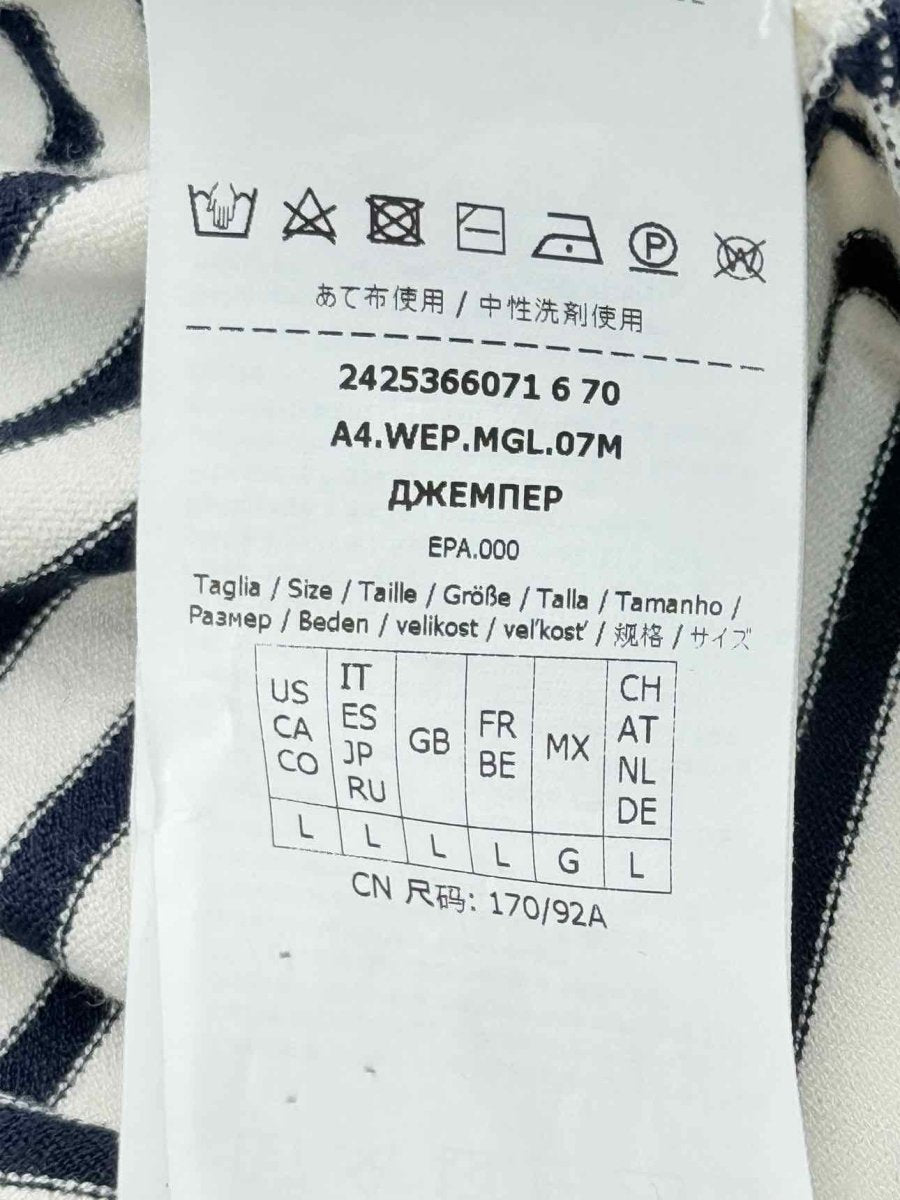 P
W
あて布使用 / 中性洗剤使用
2425366071 6 70
A4.WEP.MGL.07M
ДЖЕМПЕР
EPA.000
Taglia / Size / Taille / Größe / Talla / Tamanho /
Размер / Beden / velikost / veľkosť / 规格 / サイズ
US CA CO
IT ES JP RU
GB
FR BE
MX
CH AT NL DE
L L L L G L
CN 尺码: 170/92A